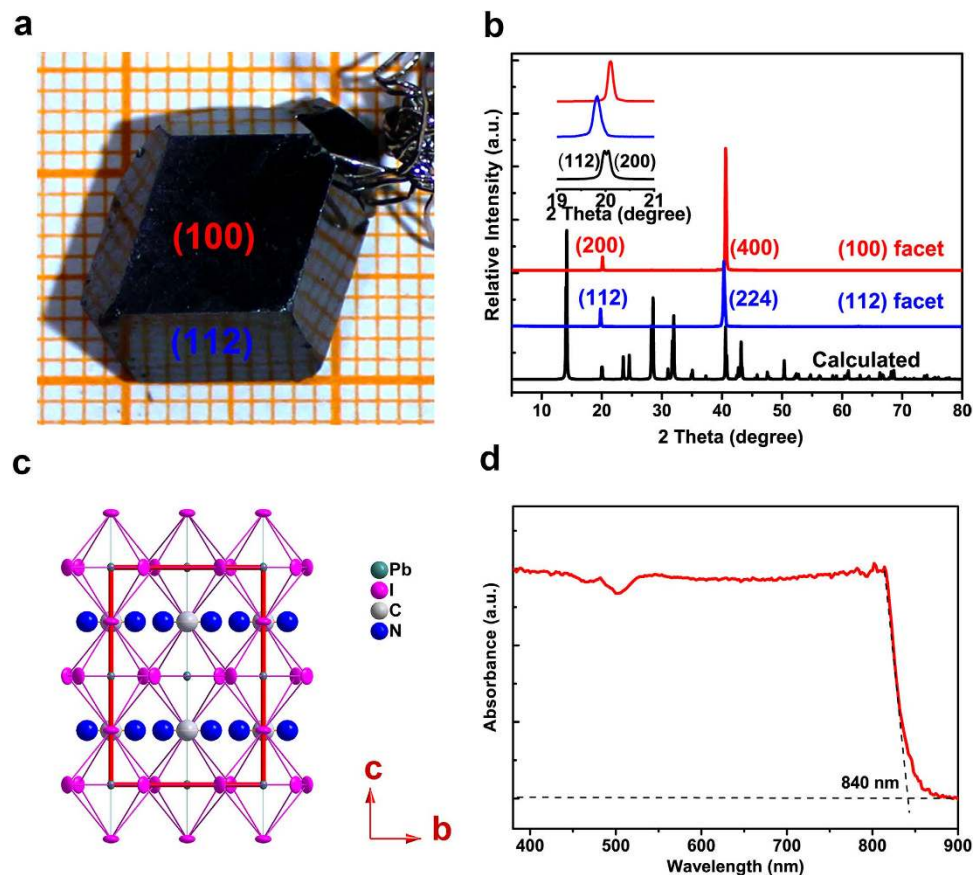 a
(100)
(112)
b
Relative Intensity (a.u.)
(112) (200)
19 20 21
2 Theta (degree)
(200) (400) (100) facet
(112) (224) (112) facet
Calculated
10 20 30 40 50 60 70 80
2 Theta (degree)
c
Pb
I
C
N
c
b
d
Absorbance (a.u.)
840 nm
400 500 600 700 800 900
Wavelength (nm)